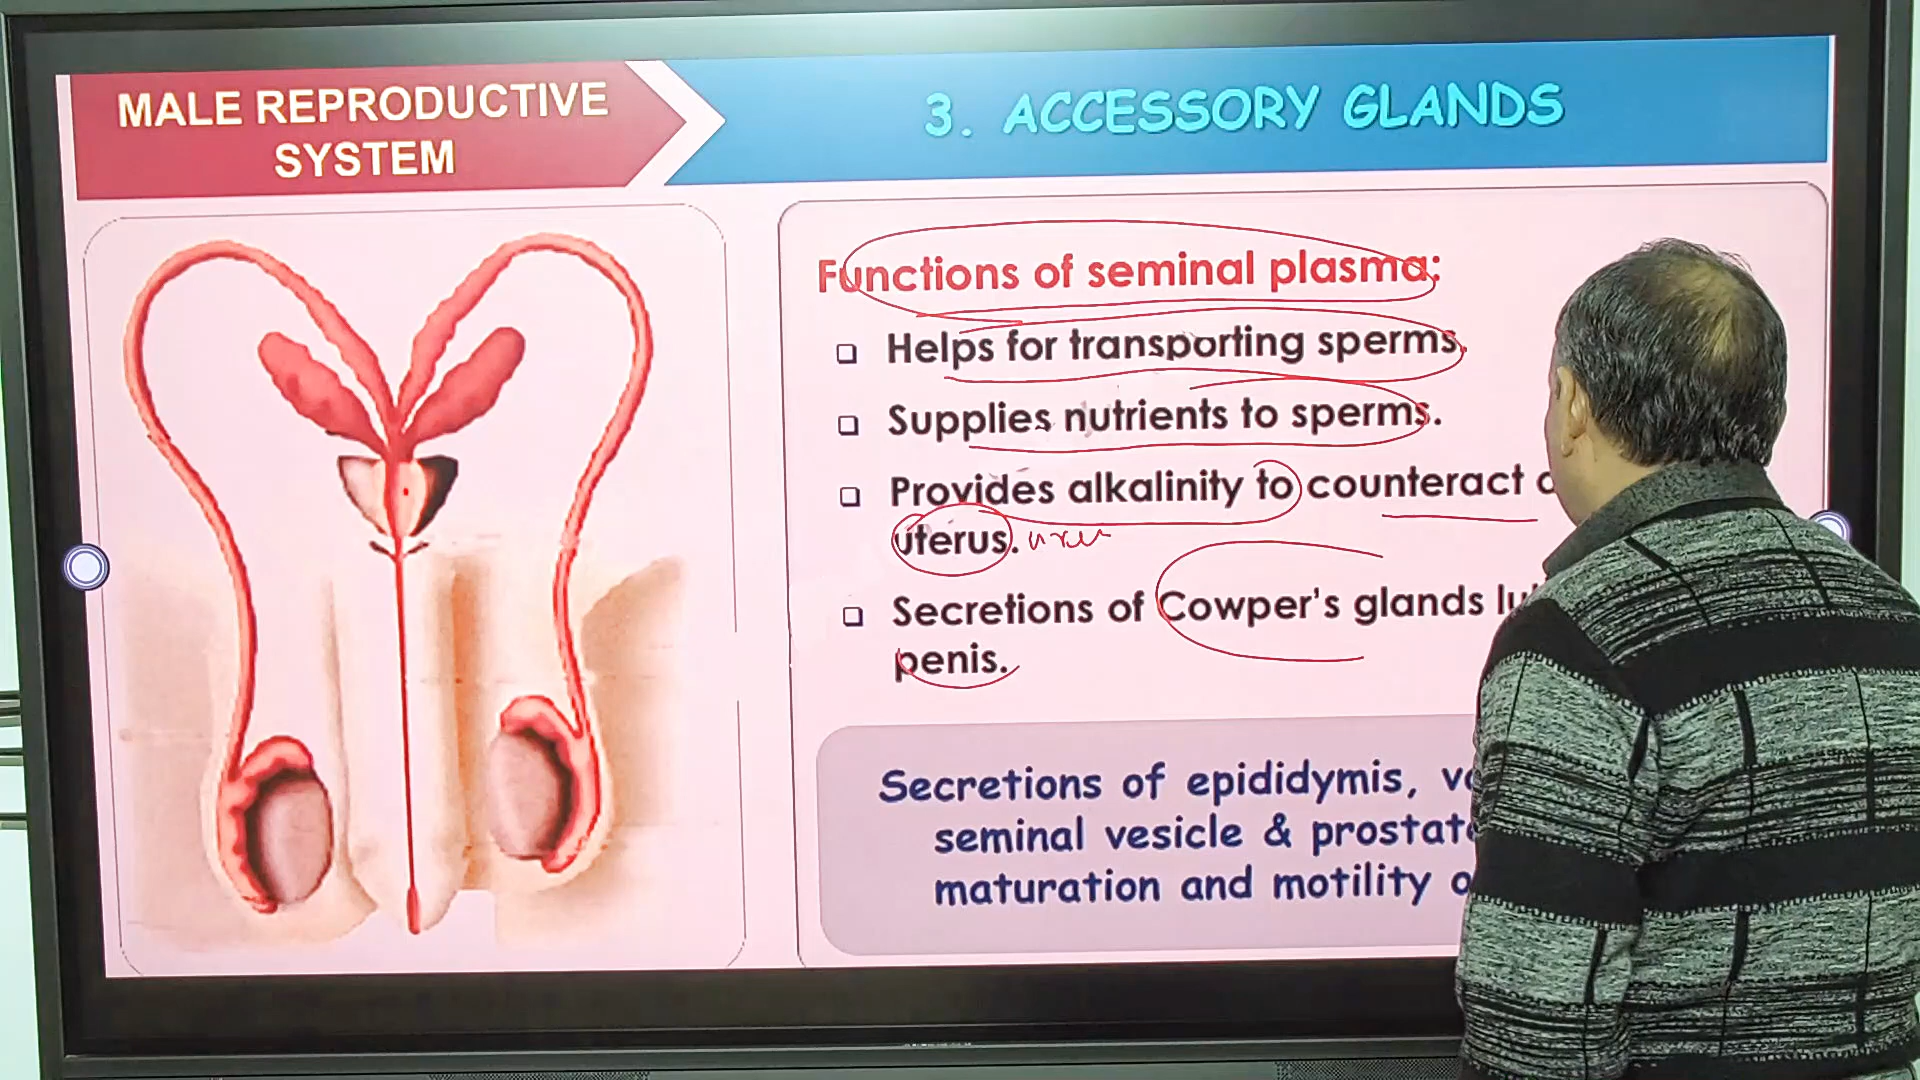 MALE REPRODUCTIVE
SYSTEM
3. ACCESSORY GLANDS
Functions of seminal plasma:
Helps for transporting sperms.
Supplies nutrients to sperms.
Provides alkalinity to counteract
uterus.
Secretions of Cowper's glands
penis.
Secretions of epididymis,
seminal vesicle &
maturation and motility